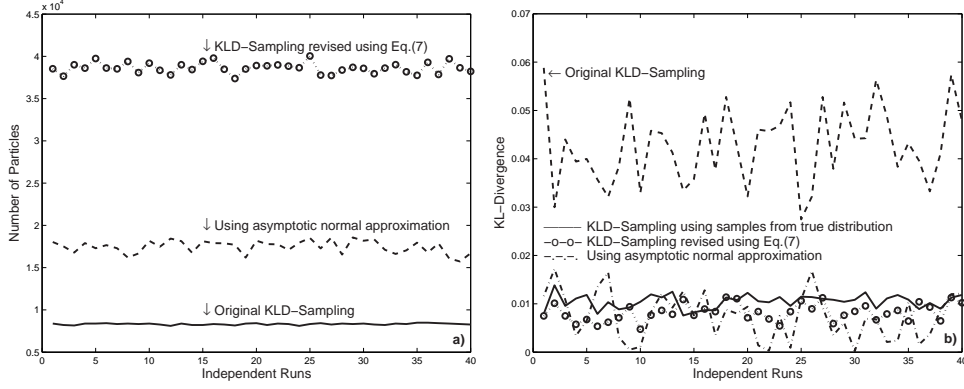 4.5 x 10^4
4
3.5
3
2.5
2
1.5
1
0.5
0 5 10 15 20 25 30 35 40
Number of Particles
Independent Runs
↓ KLD−Sampling revised using Eq.(7)
↓ Using asymptotic normal approximation
↓ Original KLD−Sampling
a)
0.07
0.06
0.05
0.04
0.03
0.02
0.01
0
0 5 10 15 20 25 30 35 40
KL−Divergence
Independent Runs
← Original KLD−Sampling
KLD−Sampling using samples from true distribution
KLD−Sampling revised using Eq.(7)
Using asymptotic normal approximation
b)